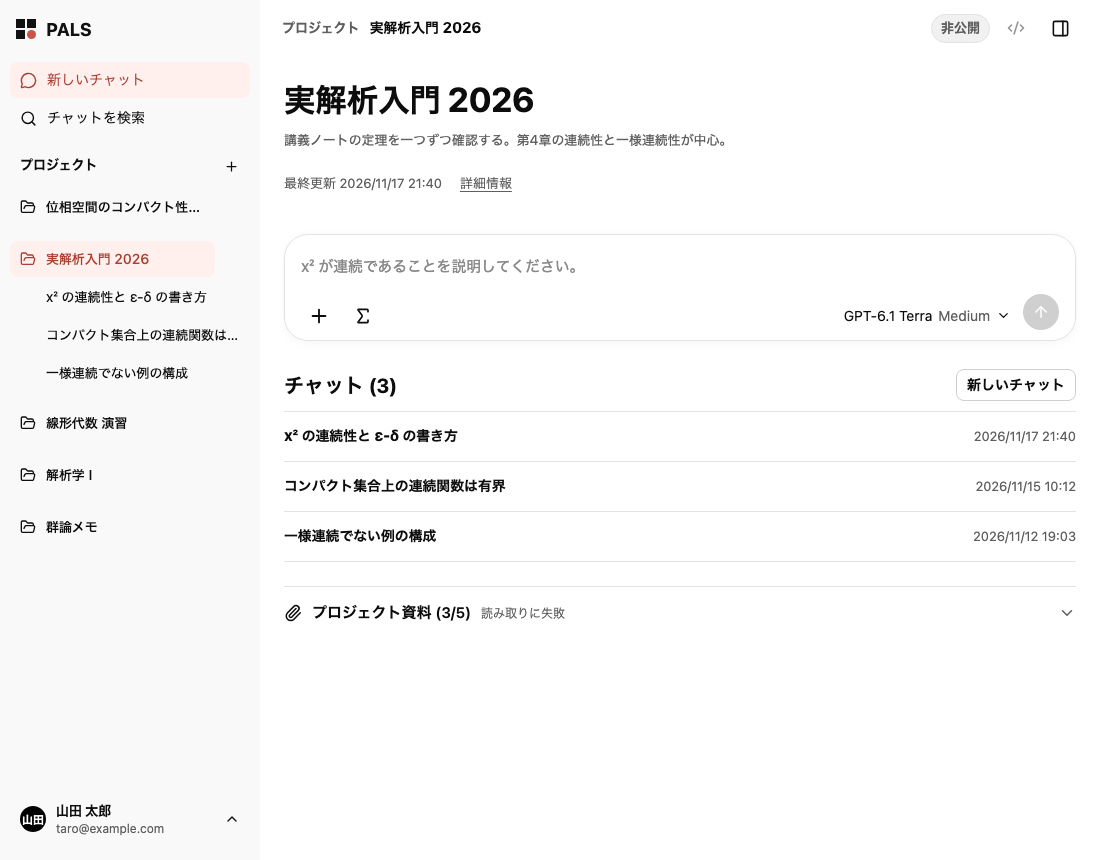 PALS
新しいチャット
チャットを検索
プロジェクト
位相空間のコンパクト性...
実解析入門 2026
x² の連続性と ε-δ の書き方
コンパクト集合上の連続関数は...
一様連続でない例の構成
線形代数 演習
解析学 I
群論メモ
山田
山田 太郎
taro@example.com
プロジェクト 実解析入門 2026
非公開
</>
実解析入門 2026
講義ノートの定理を一つずつ確認する。第4章の連続性と一様連続性が中心。
最終更新 2026/11/17 21:40 詳細情報
x² が連続であることを説明してください。
GPT-6.1 Terra Medium
チャット (3)
新しいチャット
x² の連続性と ε-δ の書き方 2026/11/17 21:40
コンパクト集合上の連続関数は有界 2026/11/15 10:12
一様連続でない例の構成 2026/11/12 19:03
プロジェクト資料 (3/5) 読み取りに失敗